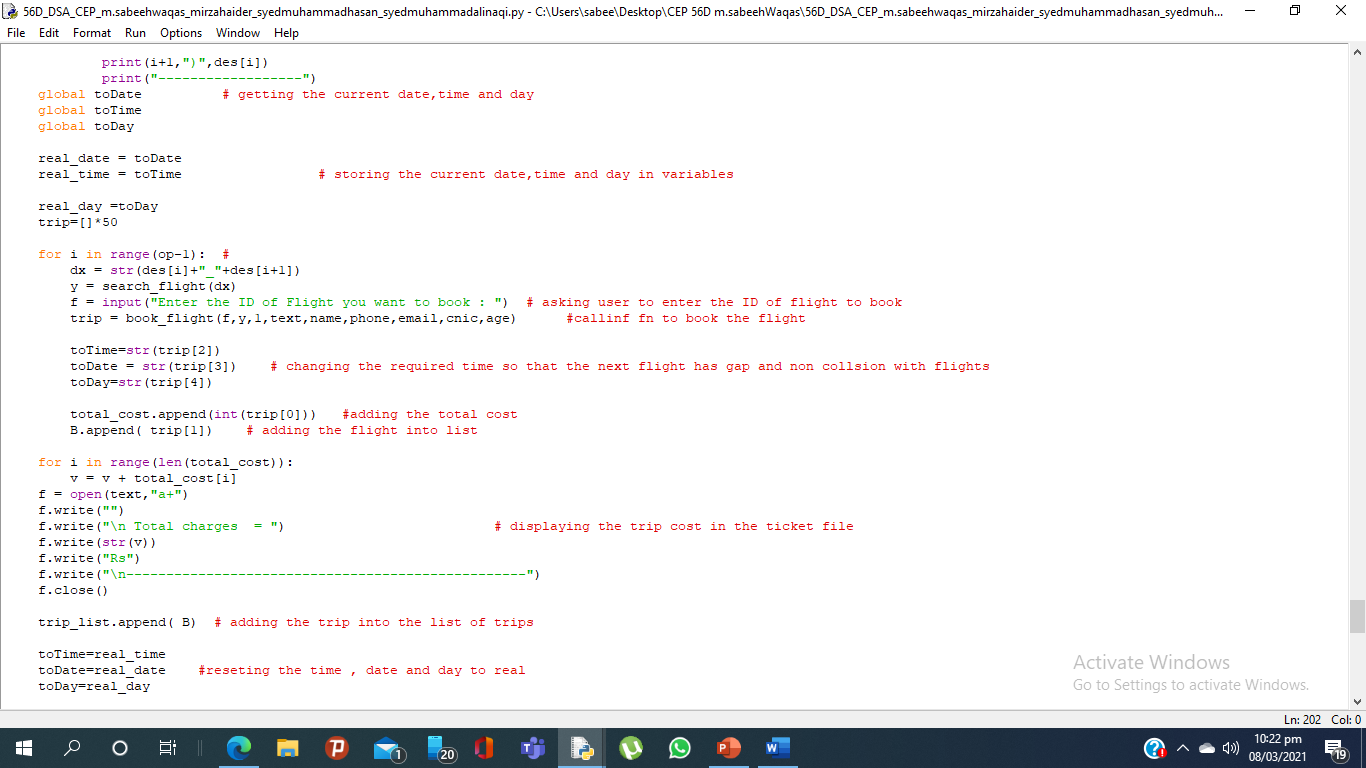 56D_DSA_CEP_m.sabeehwaqas_mirzahaider_syedmuhammadhasan_syedmuhammadalinaqi.py - C:\Users\sabee\Desktop\CEP 56D m.sabeehWaqas\56D_DSA_CEP_m.sabeehwaqas_mirzahaider_syedmuhammadhasan_syedmuh...
File Edit Format Run Options Window Help
        print(i+1,")",des[i])
        print("------------------")
global toDate          # getting the current date,time and day
global toTime
global toDay
real_date = toDate
real_time = toTime                 # storing the current date,time and day in variables
real_day =toDay
trip=[]*50
for i in range(op-1):  #
    dx = str(des[i]+"_"+des[i+1])
    y = search_flight(dx)
    f = input("Enter the ID of Flight you want to book : ")  # asking user to enter the ID of flight to book
    trip = book_flight(f,y,1,text,name,phone,email,cnic,age)      #callinf fn to book the flight
    toTime=str(trip[2])
    toDate = str(trip[3])    # changing the required time so that the next flight has gap and non collsion with flights
    toDay=str(trip[4])
    total_cost.append(int(trip[0]))   #adding the total cost
    B.append( trip[1])    # adding the flight into list
for i in range(len(total_cost)):
    v = v + total_cost[i]
f = open(text,"a+")
f.write("")
f.write("\n Total charges  = ")                          # displaying the trip cost in the ticket file
f.write(str(v))
f.write("Rs")
f.write("\n--------------------------------------------------")
f.close()
trip_list.append( B)  # adding the trip into the list of trips
toTime=real_time
toDate=real_date    #reseting the time , date and day to real
toDay=real_day
Activate Windows
Go to Settings to activate Windows.
Ln: 202 Col: 0
1
20
10:22 pm
08/03/2021
19